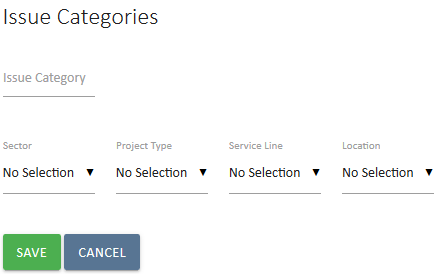 Issue Categories
Issue Category
Sector Project Type Service Line Location
No Selection ▼ No Selection ▼ No Selection ▼ No Selection ▼
SAVE CANCEL